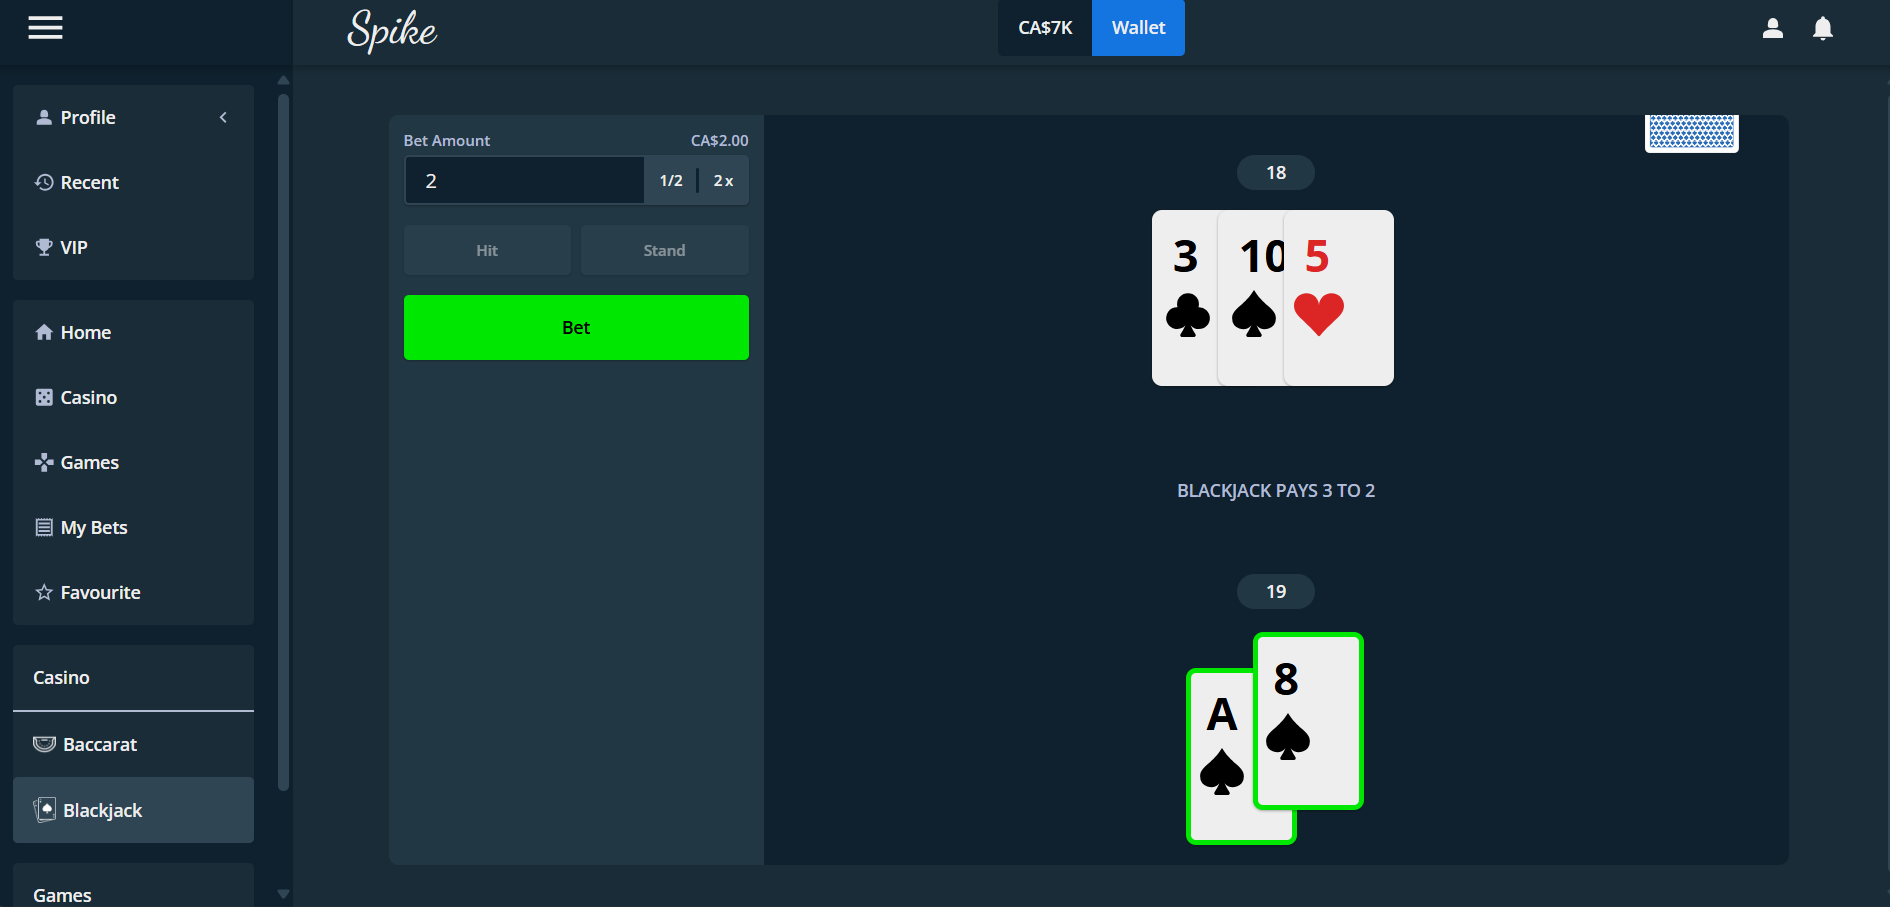 Spike
CA$7K Wallet
Profile
Recent
VIP
Home
Casino
Games
My Bets
Favourite
Casino
Baccarat
Blackjack
Games
Bet Amount CA$2.00
2 1/2 2x
Hit Stand
Bet
18
3 10 5
BLACKJACK PAYS 3 TO 2
19
A 8